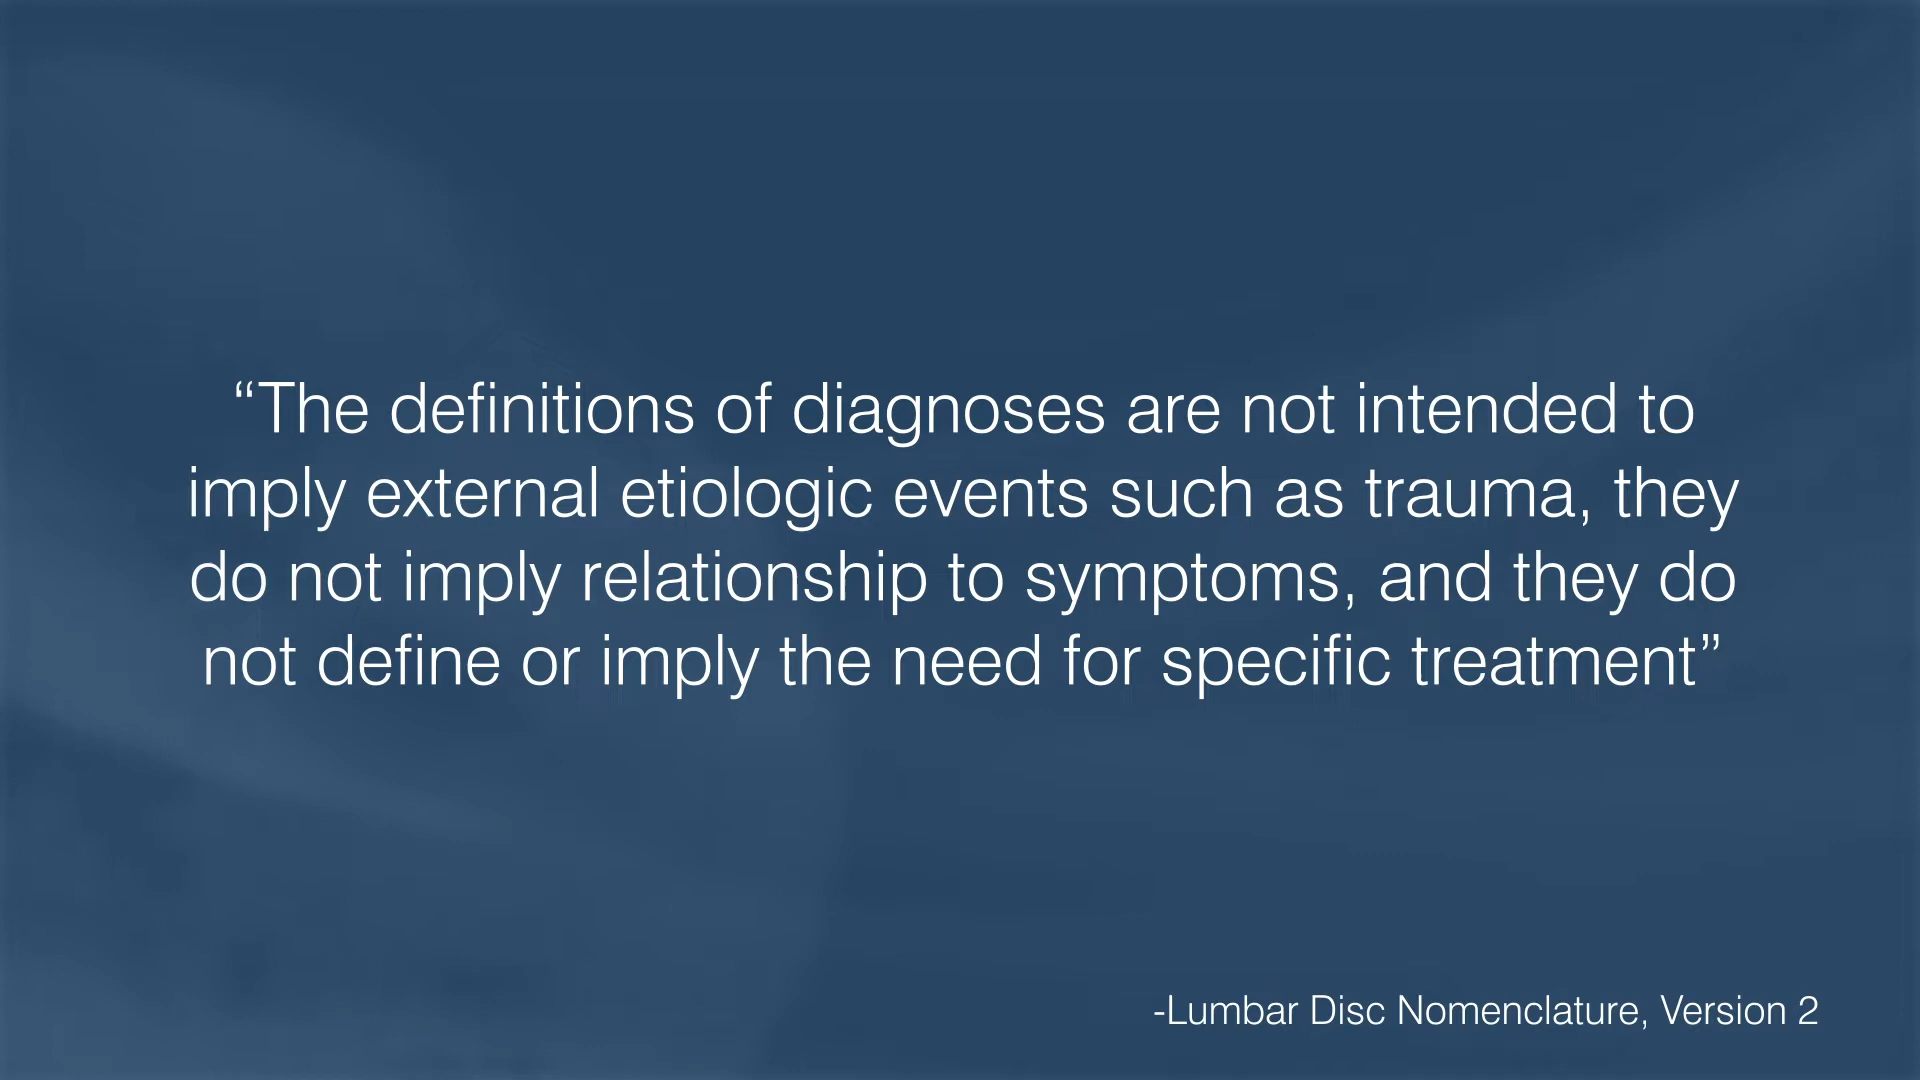 “The definitions of diagnoses are not intended to
imply external etiologic events such as trauma, they
do not imply relationship to symptoms, and they do
not define or imply the need for specific treatment”
-Lumbar Disc Nomenclature, Version 2